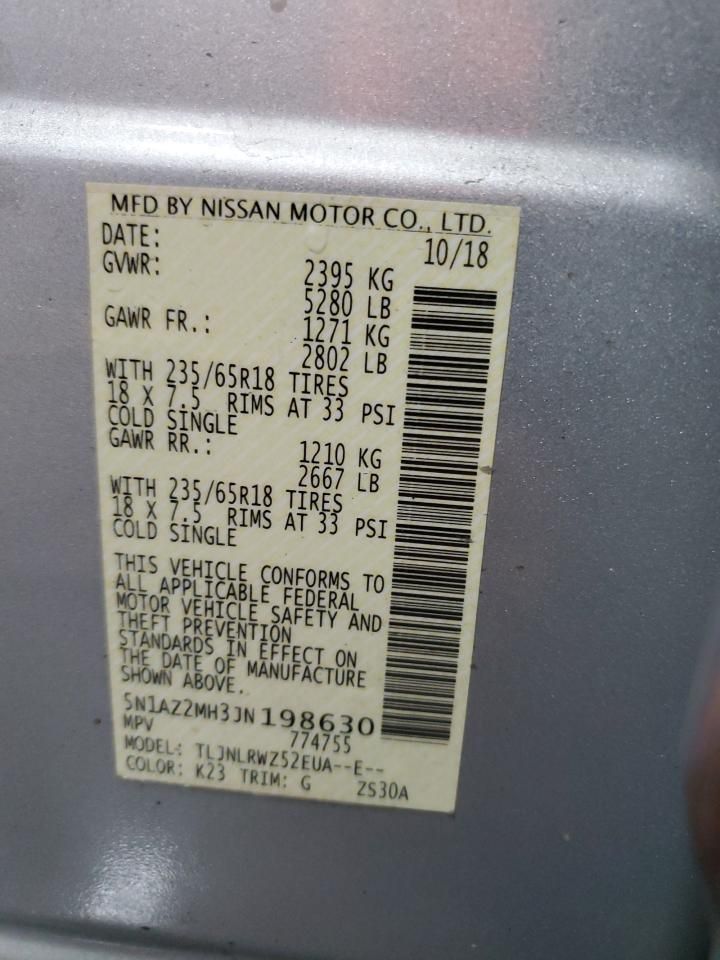 MFD BY NISSAN MOTOR CO., LTD.
DATE: 10/18
GVWR: 2395 KG
5280 LB
GAWR FR.: 1271 KG
2802 LB
WITH 235/65R18 TIRES
18 X 7.5 RIMS AT 33 PSI
COLD SINGLE
GAWR RR.: 1210 KG
2667 LB
WITH 235/65R18 TIRES
18 X 7.5 RIMS AT 33 PSI
COLD SINGLE
THIS VEHICLE CONFORMS TO
ALL APPLICABLE FEDERAL
MOTOR VEHICLE SAFETY AND
THEFT PREVENTION
STANDARDS IN EFFECT ON
THE DATE OF MANUFACTURE
SHOWN ABOVE.
5N1AZ2MH3JN198630
MPV 774755
MODEL: TLJNLRWZ52EUA--E--
COLOR: K23 TRIM: G ZS30A